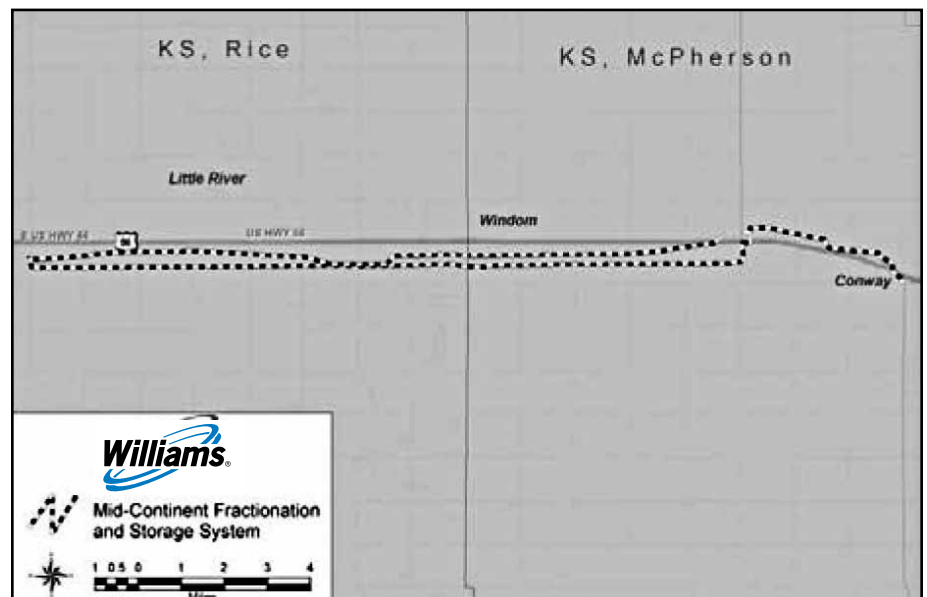 KS, Rice
KS, McPherson
Little River
Windom
US HWY 56
Conway
Williams®
Mid-Continent Fractionation
and Storage System
1 0.5 0 1 2 3 4